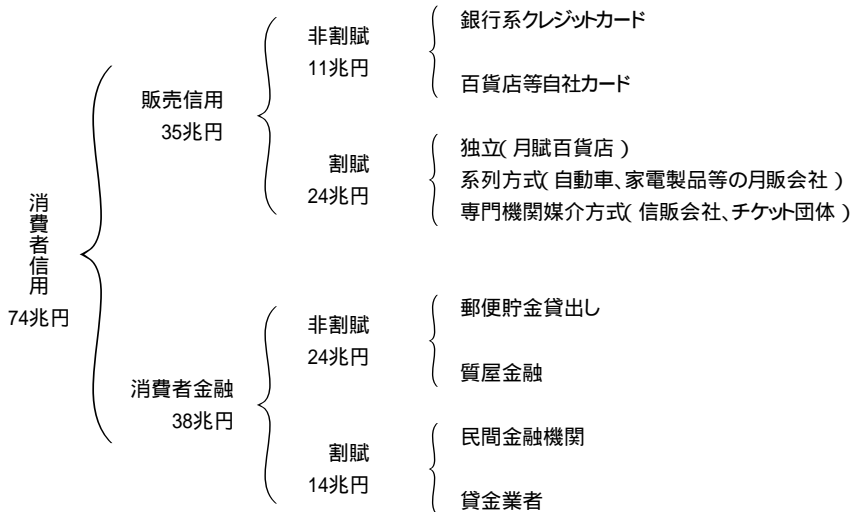 消費者信用
74兆円
販売信用
35兆円
非割賦
11兆円
銀行系クレジットカード
百貨店等自社カード
割賦
24兆円
独立(月賦百貨店)
系列方式(自動車、家電製品等の月販会社)
専門機関媒介方式(信販会社、チケット団体)
消費者金融
38兆円
非割賦
24兆円
郵便貯金貸出し
質屋金融
割賦
14兆円
民間金融機関
貸金業者